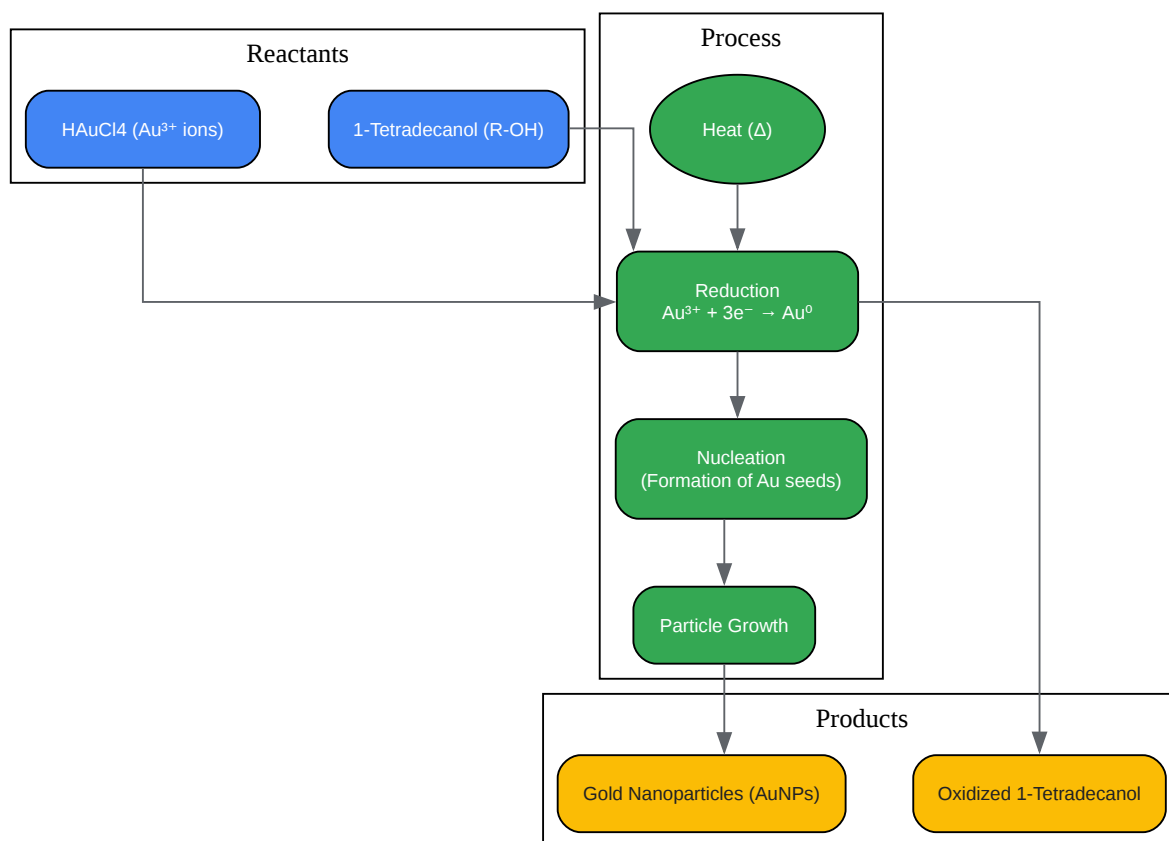 Reactants
Process
HAuCl4 (Au³⁺ ions)
1-Tetradecanol (R-OH)
Heat (Δ)
Reduction
Au³⁺ + 3e⁻ → Au⁰
Nucleation
(Formation of Au seeds)
Particle Growth
Products
Gold Nanoparticles (AuNPs)
Oxidized 1-Tetradecanol